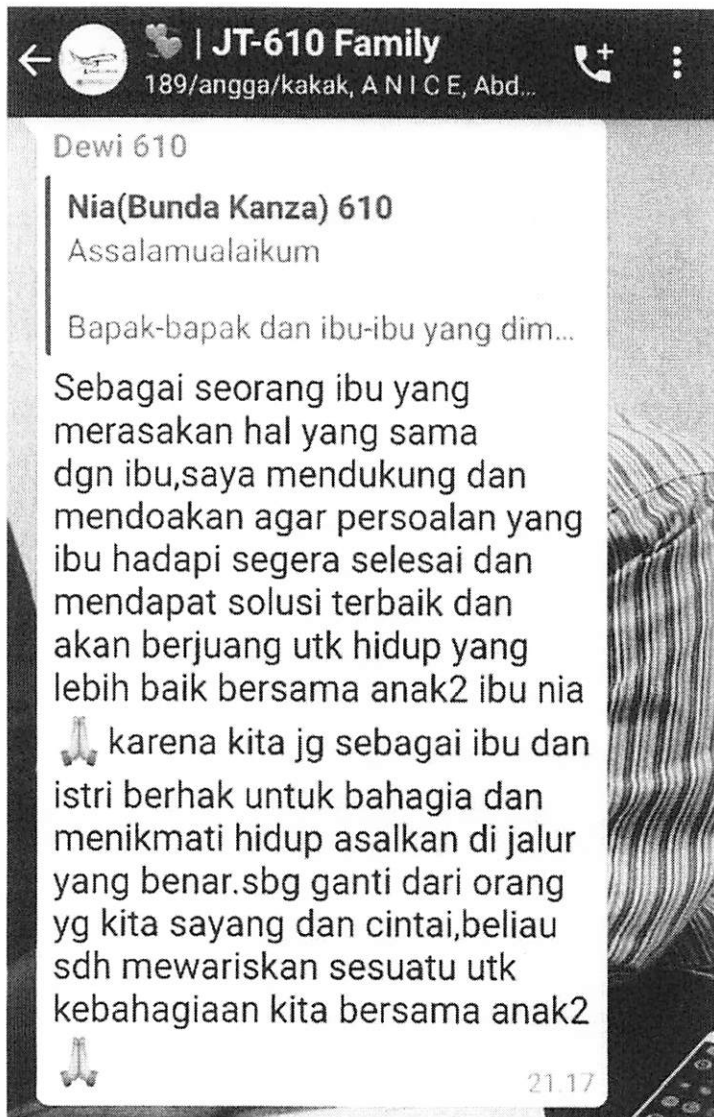 | JT-610 Family
189/angga/kakak, A N I C E, Abd...
Dewi 610
Nia(Bunda Kanza) 610
Assalamualaikum
Bapak-bapak dan ibu-ibu yang dim...
Sebagai seorang ibu yang
merasakan hal yang sama
dgn ibu,saya mendukung dan
mendoakan agar persoalan yang
ibu hadapi segera selesai dan
mendapat solusi terbaik dan
akan berjuang utk hidup yang
lebih baik bersama anak2 ibu nia
🙏 karena kita jg sebagai ibu dan
istri berhak untuk bahagia dan
menikmati hidup asalkan di jalur
yang benar.sbg ganti dari orang
yg kita sayang dan cintai,beliau
sdh mewariskan sesuatu utk
kebahagiaan kita bersama anak2
🙏
21.17